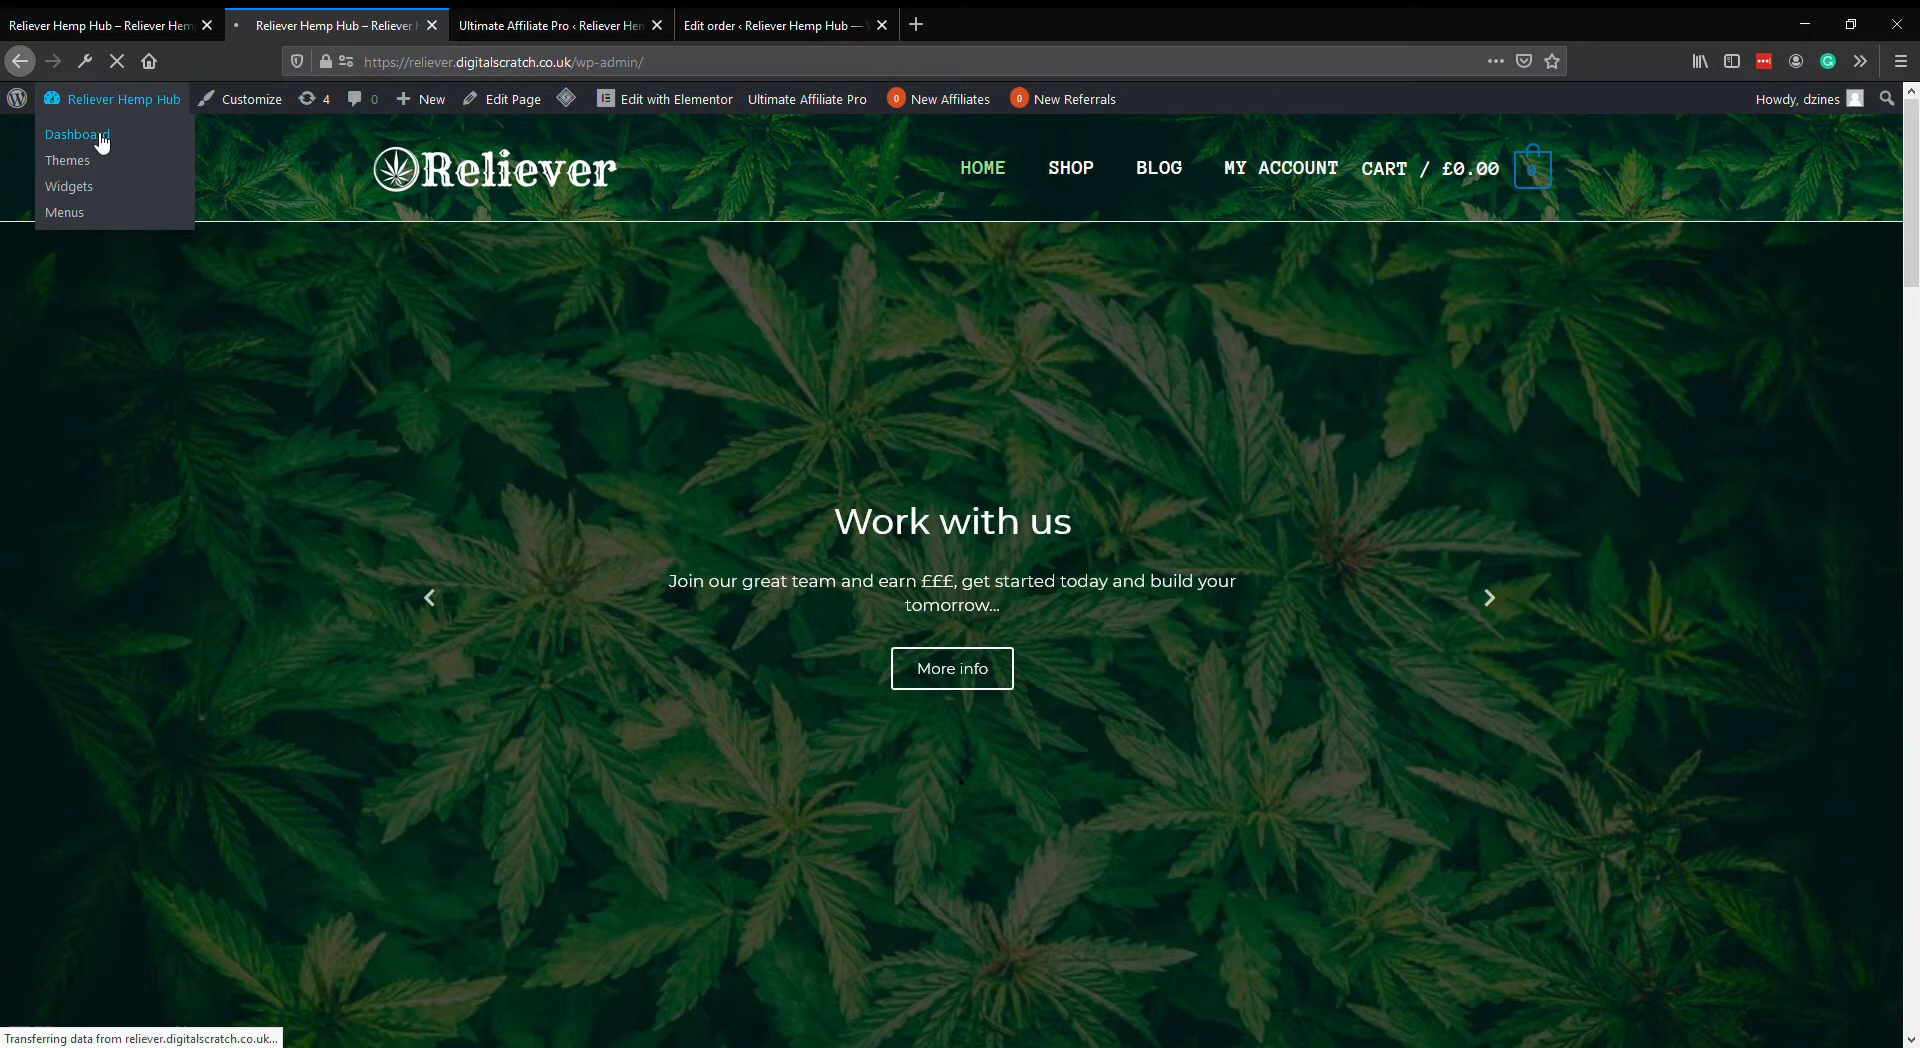 Reliever Hemp Hub – Reliever Hem
Reliever Hemp Hub – Reliever
Ultimate Affiliate Pro ‹ Reliever Hem
Edit order ‹ Reliever Hemp Hub —
https://reliever.digitalscratch.co.uk/wp-admin/
Reliever Hemp Hub
Customize
4
0
New
Edit Page
Edit with Elementor
Ultimate Affiliate Pro
0 New Affiliates
0 New Referrals
Howdy, dzines
Dashboard
Themes
Widgets
Menus
Reliever
HOME
SHOP
BLOG
MY ACCOUNT
CART / £0.00
0
Work with us
Join our great team and earn £££, get started today and build your
tomorrow...
More info
Transferring data from reliever.digitalscratch.co.uk...